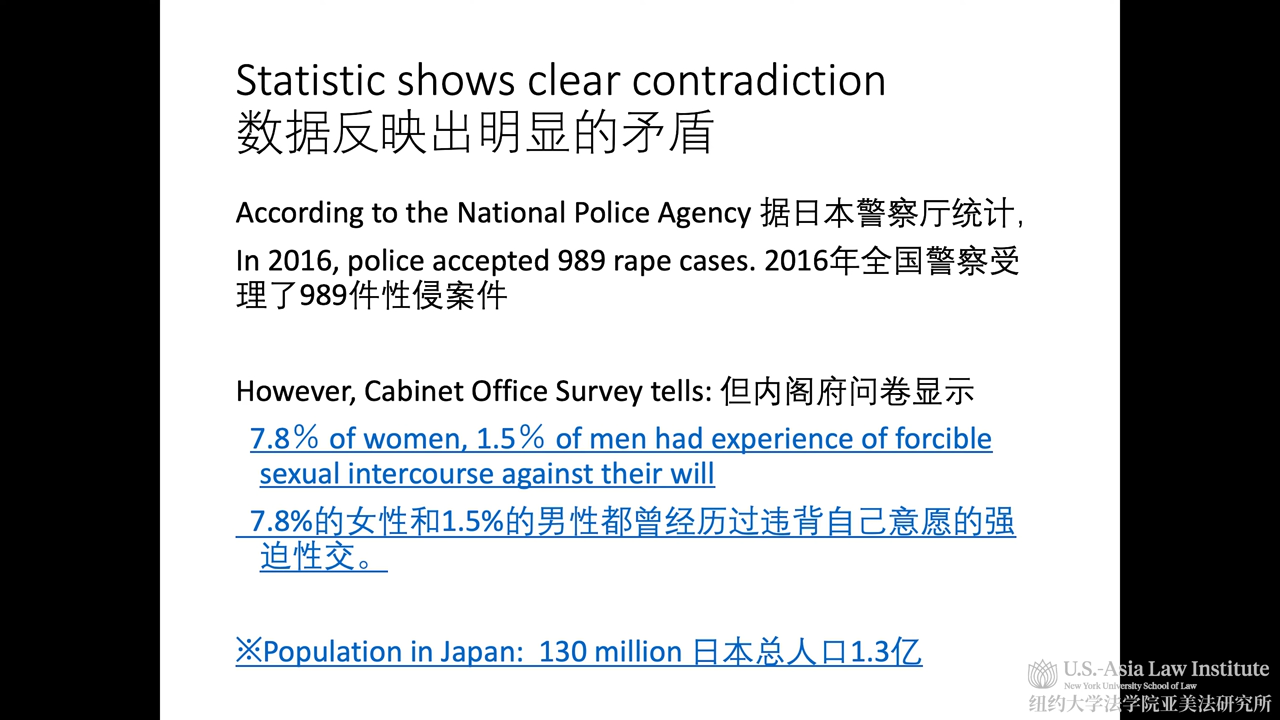 Statistic shows clear contradiction
数据反映出明显的矛盾
According to the National Police Agency 据日本警察厅统计,
In 2016, police accepted 989 rape cases. 2016年全国警察受
理了989件性侵案件
However, Cabinet Office Survey tells: 但内阁府问卷显示
7.8％ of women, 1.5％ of men had experience of forcible
sexual intercourse against their will
7.8%的女性和1.5%的男性都曾经历过违背自己意愿的强
迫性交。
※Population in Japan: 130 million 日本总人口1.3亿
U.S.-Asia Law Institute
New York University School of Law
纽约大学法学院亚美法研究所